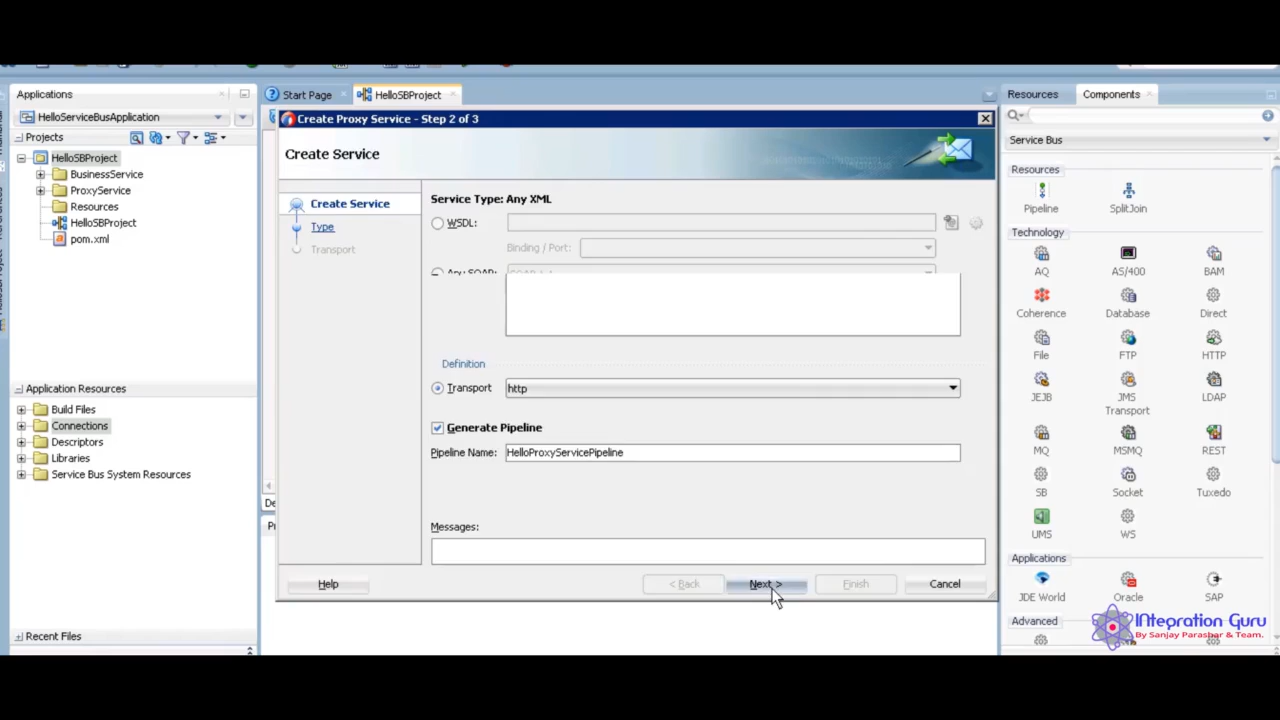 Applications
HelloServiceBusApplication
Projects
HelloSBProject
BusinessService
ProxyService
Resources
HelloSBProject
pom.xml
Application Resources
Build Files
Connections
Descriptors
Libraries
Service Bus System Resources
Recent Files
Start Page
HelloSBProject
De
Create Proxy Service - Step 2 of 3
Create Service
Create Service
Type
Transport
Service Type: Any XML
WSDL:
Binding / Port:
Any SOAP:
Definition
Transport
http
Generate Pipeline
Pipeline Name:
HelloProxyServicePipeline
Messages:
Help
< Back
Next >
Finish
Cancel
Resources
Components
Service Bus
Resources
Pipeline
SplitJoin
Technology
AQ
AS/400
BAM
Coherence
Database
Direct
File
FTP
HTTP
JEJB
JMS
Transport
LDAP
MQ
MSMQ
REST
SB
Socket
Tuxedo
UMS
WS
Applications
JDE World
Oracle
SAP
Advanced
INtegration Guru
By Sanjay Parashar & Team.